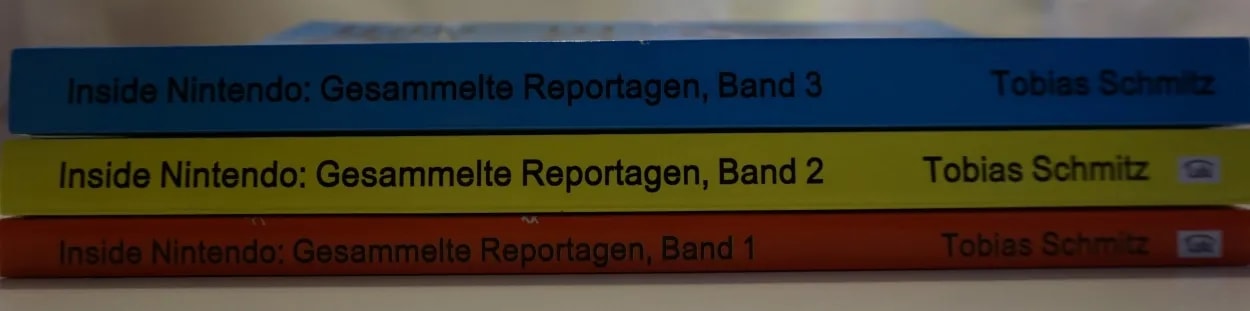 Inside Nintendo: Gesammelte Reportagen, Band 3 Tobias Schmitz
Inside Nintendo: Gesammelte Reportagen, Band 2 Tobias Schmitz
Inside Nintendo: Gesammelte Reportagen, Band 1 Tobias Schmitz